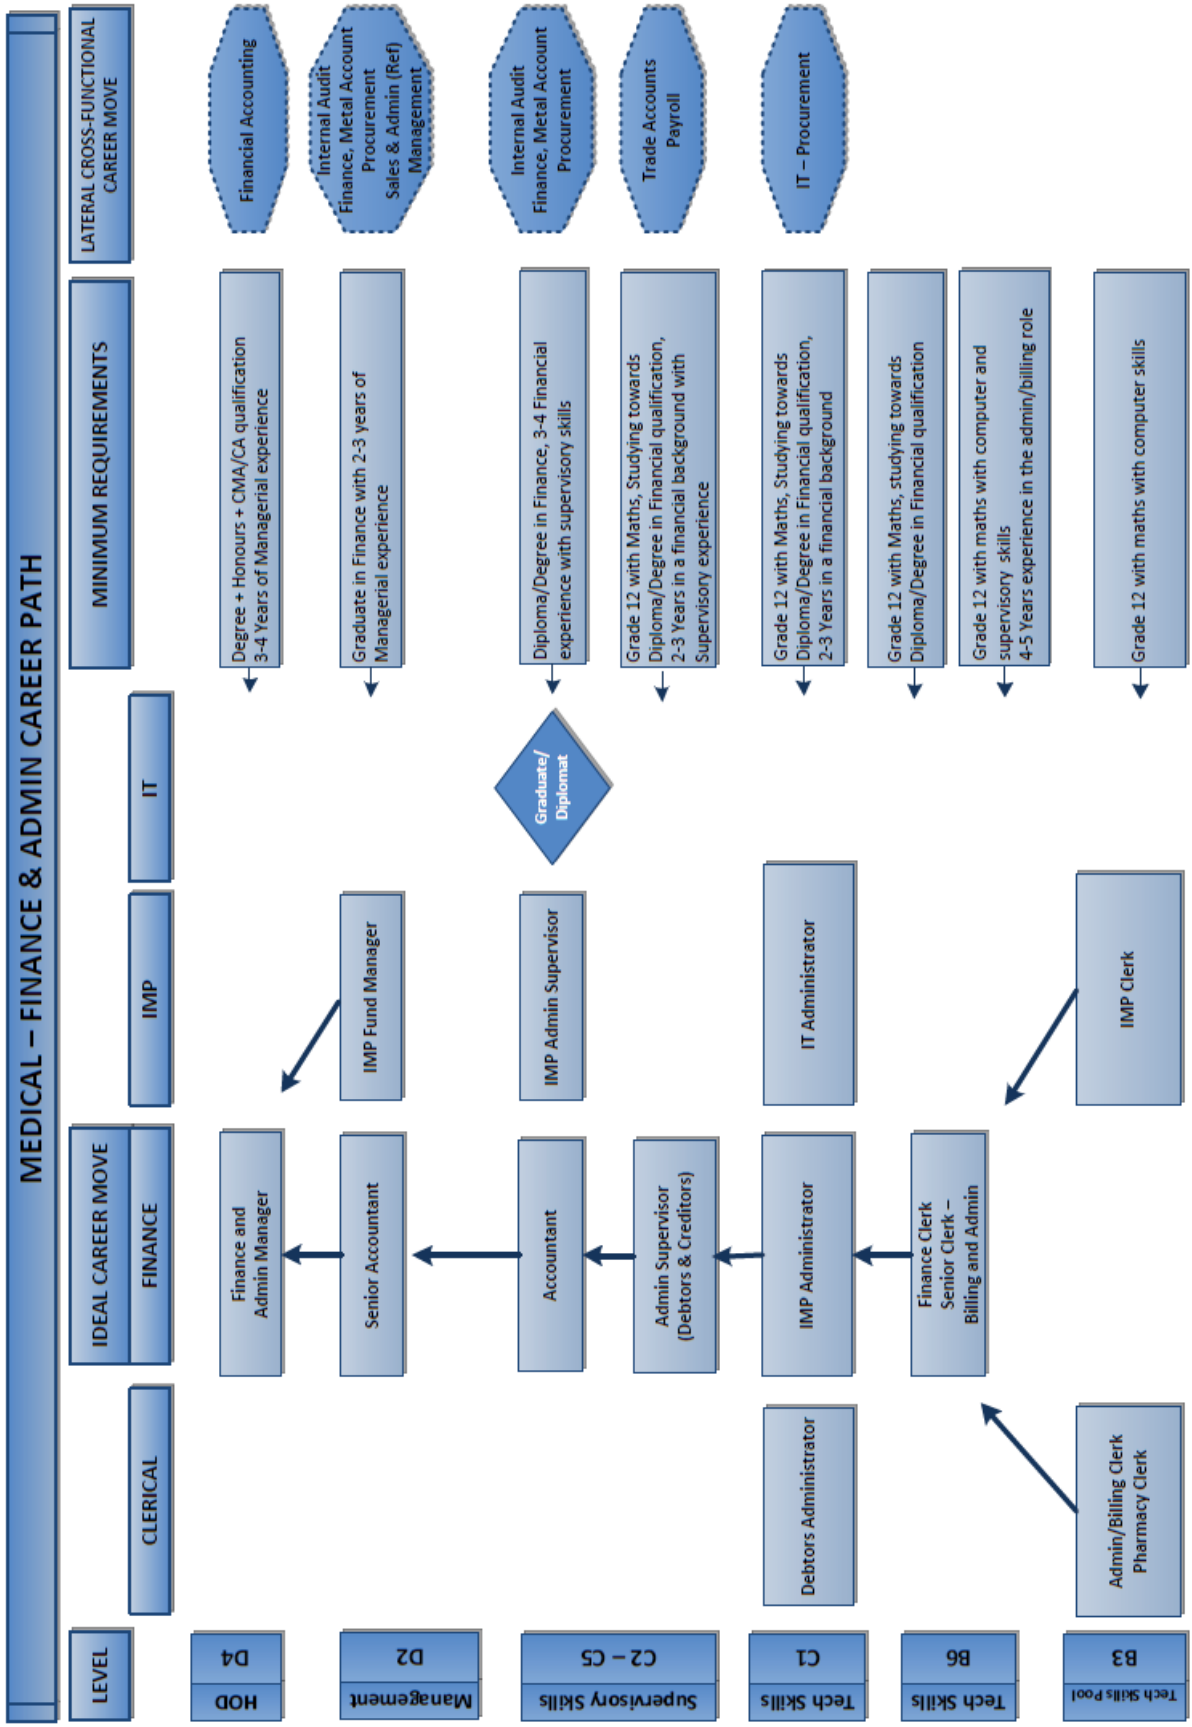 MEDICAL – FINANCE & ADMIN CAREER PATH
LEVEL
IDEAL CAREER MOVE
MINIMUM REQUIREMENTS
LATERAL CROSS-FUNCTIONAL
CAREER MOVE
CLERICAL
FINANCE
IMP
IT
HOD
D4
Finance and
Admin Manager
Degree + Honours + CMA/CA qualification
3-4 Years of Managerial experience
Financial Accounting
Management
D2
Senior Accountant
IMP Fund Manager
Graduate in Finance with 2-3 years of
Managerial experience
Internal Audit
Finance, Metal Account
Procurement
Sales & Admin (Ref)
Management
Supervisory Skills
C2 – C5
Accountant
IMP Admin Supervisor
Graduate/
Diplomat
Diploma/Degree in Finance, 3-4 Financial
experience with supervisory skills
Internal Audit
Finance, Metal Account
Procurement
Admin Supervisor
(Debtors & Creditors)
Grade 12 with Maths, Studying towards
Diploma/Degree in Financial qualification,
2-3 Years in a financial background with
Supervisory experience
Trade Accounts
Payroll
Tech Skills
C1
Debtors Administrator
IMP Administrator
IT Administrator
Grade 12 with Maths, Studying towards
Diploma/Degree in Financial qualification,
2-3 Years in a financial background
IT – Procurement
Tech Skills
B6
Finance Clerk
Senior Clerk –
Billing and Admin
Grade 12 with Maths, studying towards
Diploma/Degree in Financial qualification
Grade 12 with maths with computer and
supervisory skills
4-5 Years experience in the admin/billing role
Tech Skills Pool
B3
Admin/Billing Clerk
Pharmacy Clerk
IMP Clerk
Grade 12 with maths with computer skills